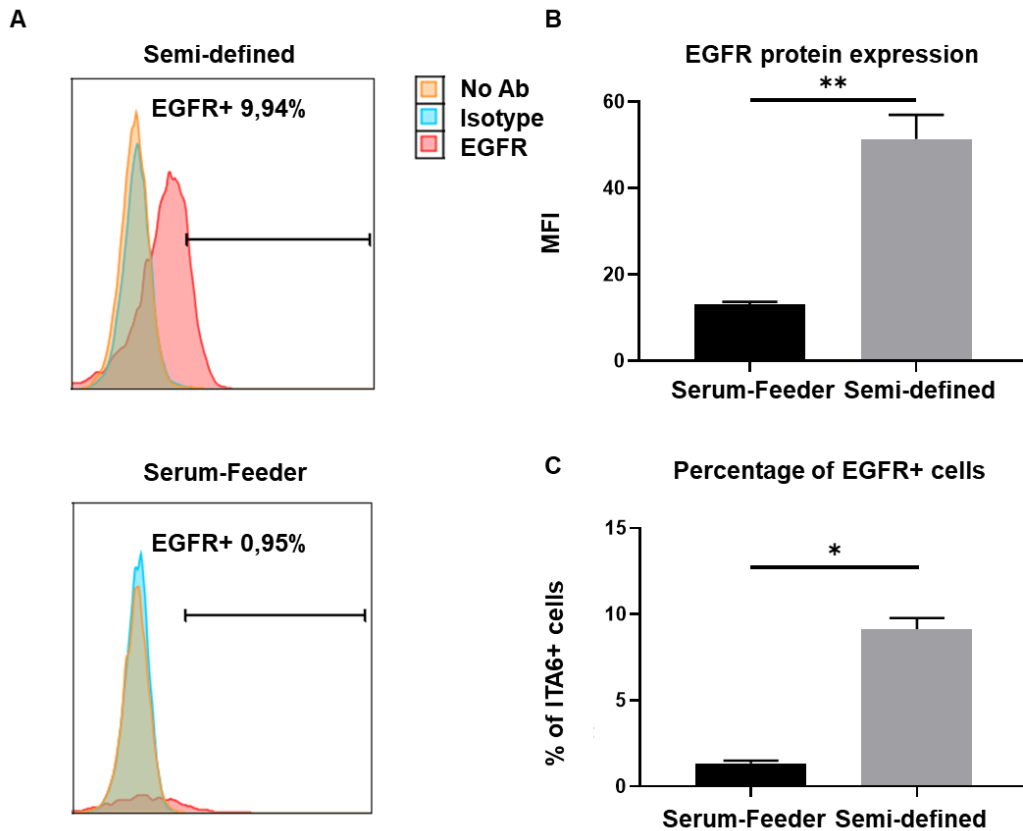 A
Semi-defined
EGFR+ 9,94%
No Ab
Isotype
EGFR
Serum-Feeder
EGFR+ 0,95%
B
EGFR protein expression
**
60
40
20
0
MFI
Serum-Feeder Semi-defined
C
Percentage of EGFR+ cells
*
15
10
5
0
% of ITA6+ cells
Serum-Feeder Semi-defined